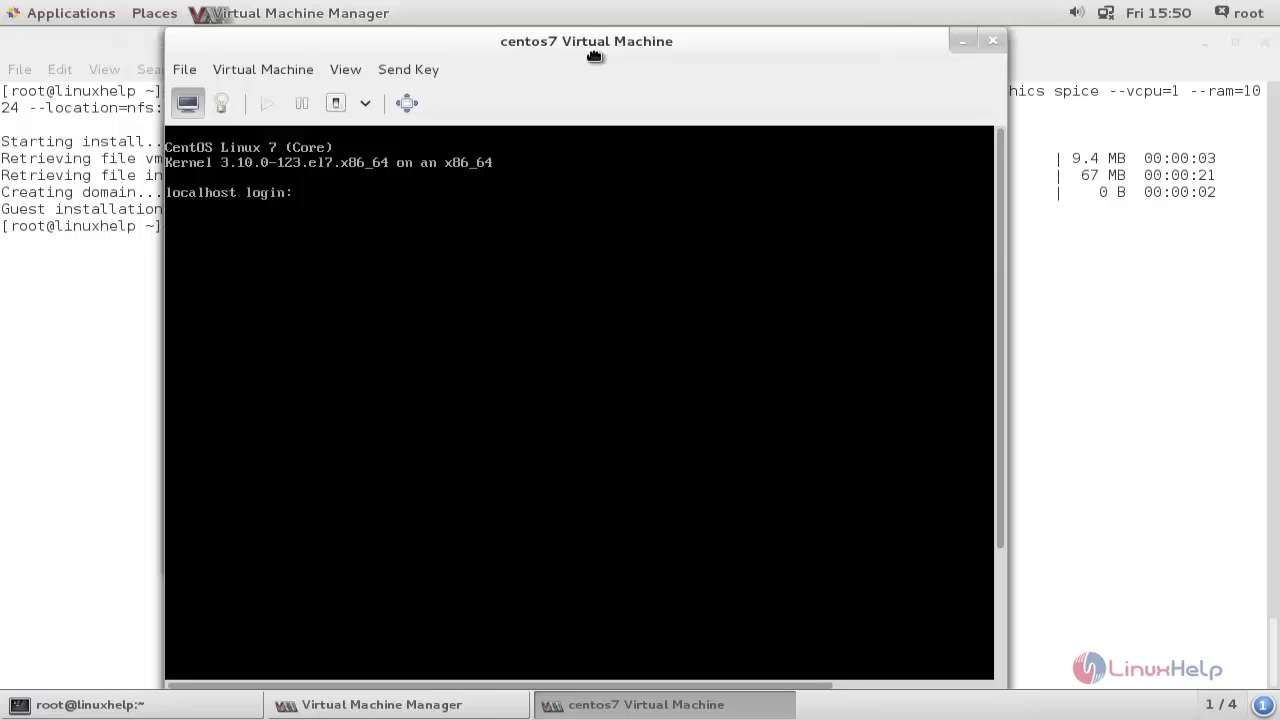 Applications Places Virtual Machine Manager Fri 15:50 root
centos7 Virtual Machine
File Edit View
File Virtual Machine View Send Key
[root@linuxhelp ~] hics spice --vcpu=1 --ram=10
24 --location=nfs:
Starting install..
Retrieving file vm | 9.4 MB 00:00:03
Retrieving file in | 67 MB 00:00:21
Creating domain... | 0 B 00:00:02
Guest installation
[root@linuxhelp ~]
CentOS Linux 7 (Core)
Kernel 3.10.0-123.el7.x86_64 on an x86_64
localhost login:
LinuxHelp
root@linuxhelp:~ Virtual Machine Manager centos7 Virtual Machine 1 / 4 1